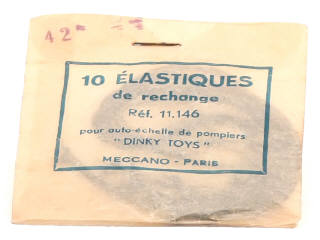 42
10 ÉLASTIQUES
de rechange
Réf. 11.146
pour auto-échelle de pompiers
"DINKY TOYS"
MECCANO - PARIS